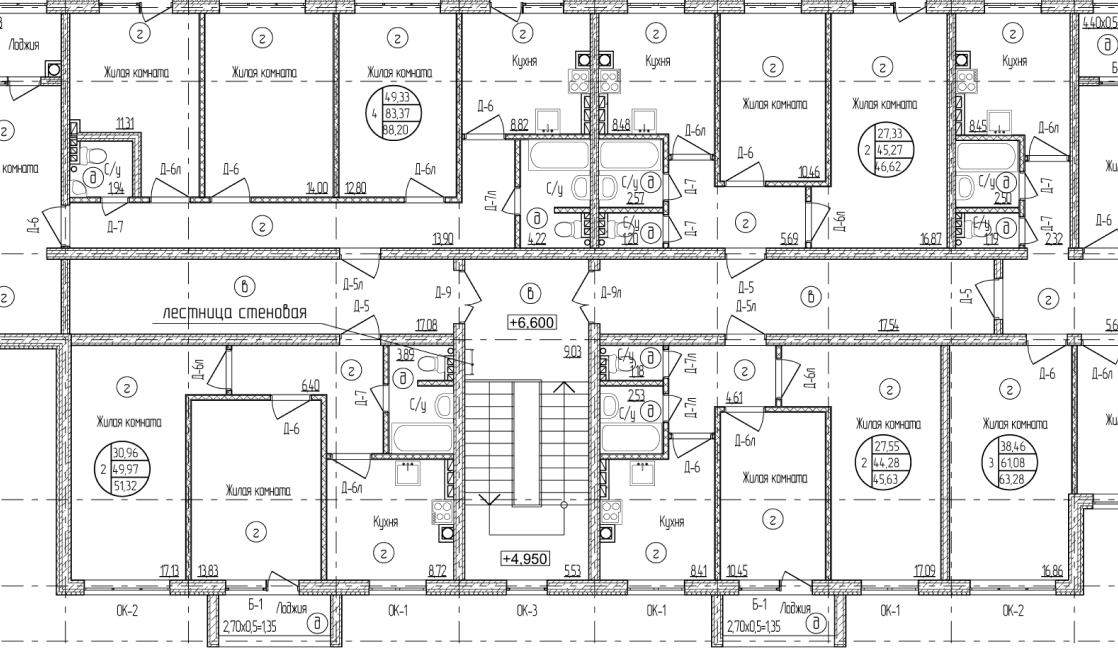 г г г г г г г г
4.40х0.5
Лоджия
Жилая комната Жилая комната Жилая комната Кухня Кухня Жилая комната Жилая комната Кухня
д
49,33
4 83,37
88,20
27,33
2 45,27
46,62
11.31
Д-6
8.82
8.48
Д-6л
8.45
Д-6л
г
комната
С/у
д
1.94
Д-6л
Д-6
14.00
12.80
Д-6л
Д-7л
С/у
С/у
д
2.57
Д-7
Д-6
10.46
С/у
д
2.50
Д-7
Д-6
Д-7
г
13.90
д
4.22
С/у
д
1.20
Д-7
г
5.69
Д-6л
16.87
С/у
д
1.19
Д-7
2.32
Д-6
г
в
Д-5л
Д-5
Д-9
в
Д-9л
Д-5
Д-5л
в
Д-5
г
лестница стеновая
+6,600
17.08
17.54
9.03
3.89
С/у
д
1.18
Д-7л
г
Д-6л
6.40
г
Д-7
д
С/у
2.53
С/у
д
Д-7л
г
4.61
Д-6л
г
г
Д-6
Д-6л
Жилая комната
30,96
2 49,97
51,32
Д-6
Д-6л
Д-6
Д-6л
Жилая комната
27,55
2 44,28
45,63
Жилая комната
38,46
3 61,08
63,28
Жилая комната
г
Кухня
г
Кухня
г
Жилая комната
г
+4,950
17.13
13.83
8.72
5.53
8.41
10.45
17.09
16.86
ОК-2
Б-1 Лоджия
д
2,70х0,5=1,35
ОК-1
ОК-3
ОК-1
Б-1 Лоджия
д
2,70х0,5=1,35
ОК-1
ОК-2